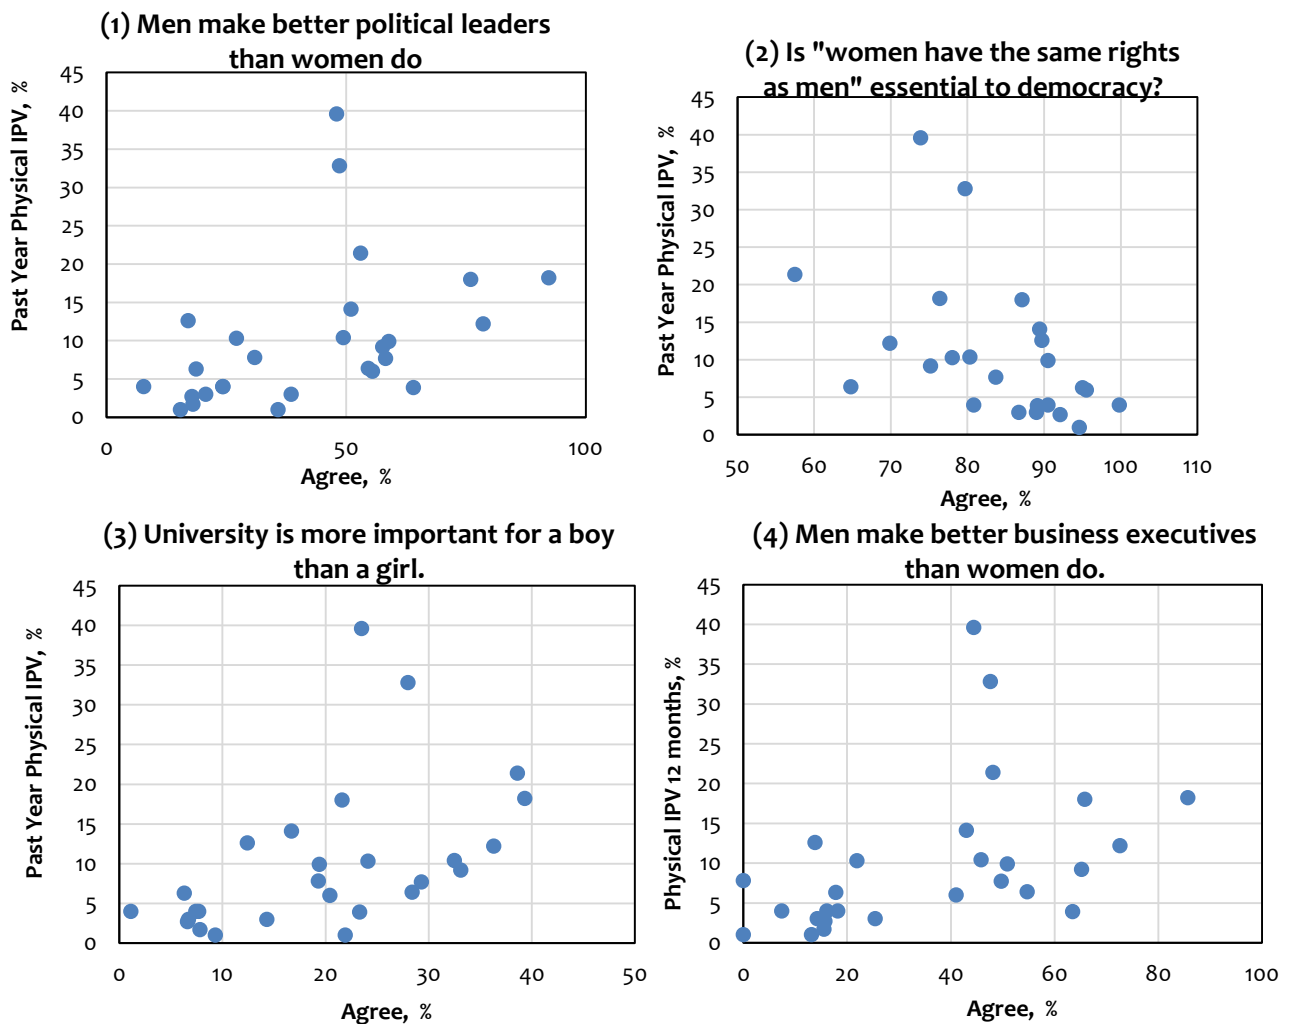 (1) Men make better political leaders
than women do
45
40
35
30
25
20
15
10
5
0
0 50 100
Past Year Physical IPV, %
Agree, %
(2) Is "women have the same rights
as men" essential to democracy?
45
40
35
30
25
20
15
10
5
0
50 60 70 80 90 100 110
Past Year Physical IPV, %
Agree, %
(3) University is more important for a boy
than a girl.
45
40
35
30
25
20
15
10
5
0
0 10 20 30 40 50
Past Year Physical IPV, %
Agree, %
(4) Men make better business executives
than women do.
45
40
35
30
25
20
15
10
5
0
0 20 40 60 80 100
Physical IPV 12 months, %
Agree, %